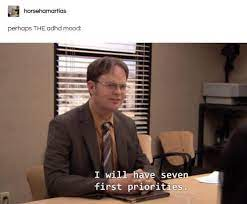 horsehamartias
perhaps THE adhd mood:
I will have seven
first priorities.